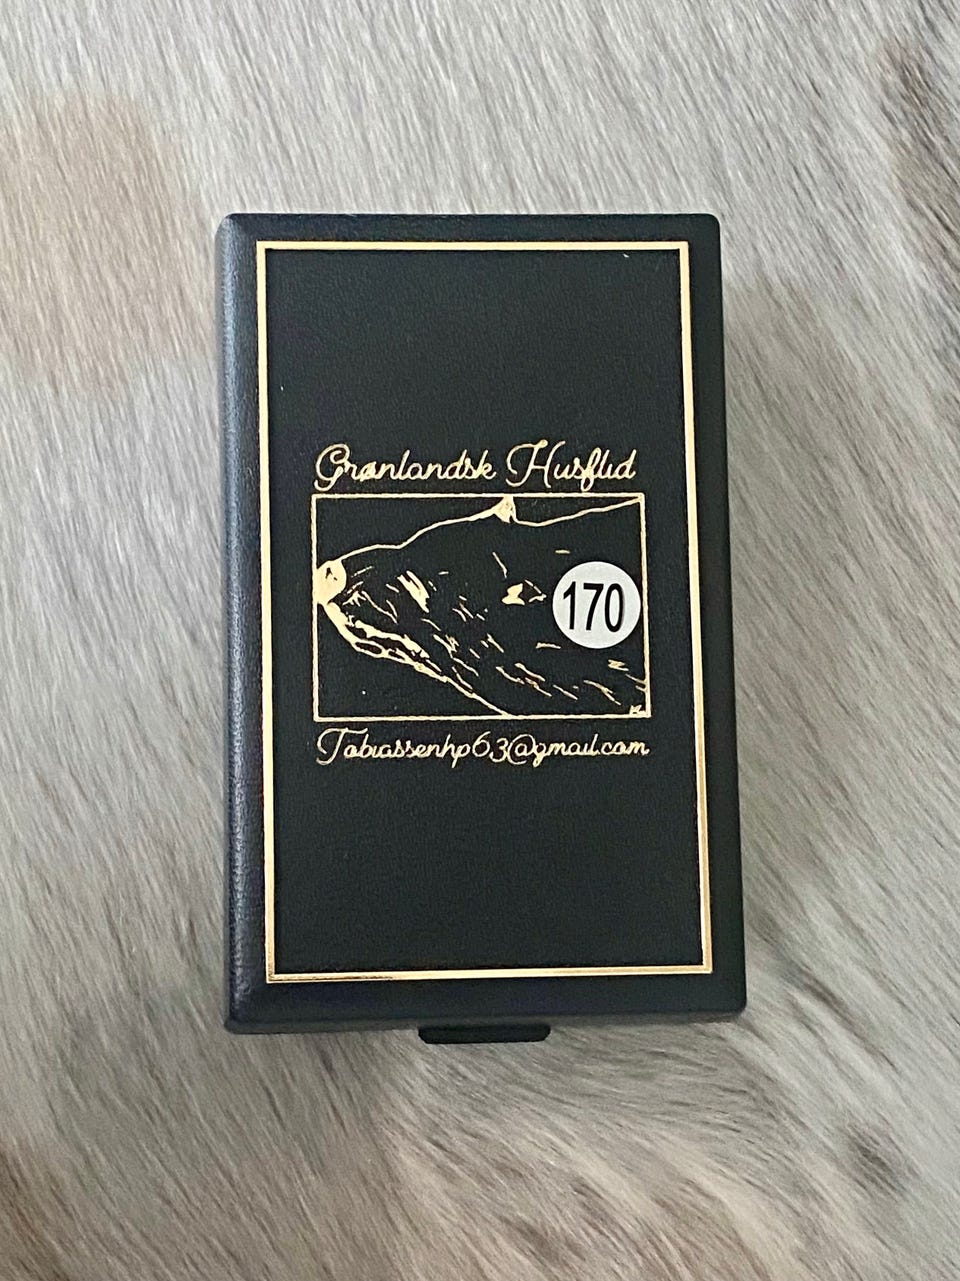 Grønlandsk Husflid
170
Tobiassenhp63@gmail.com